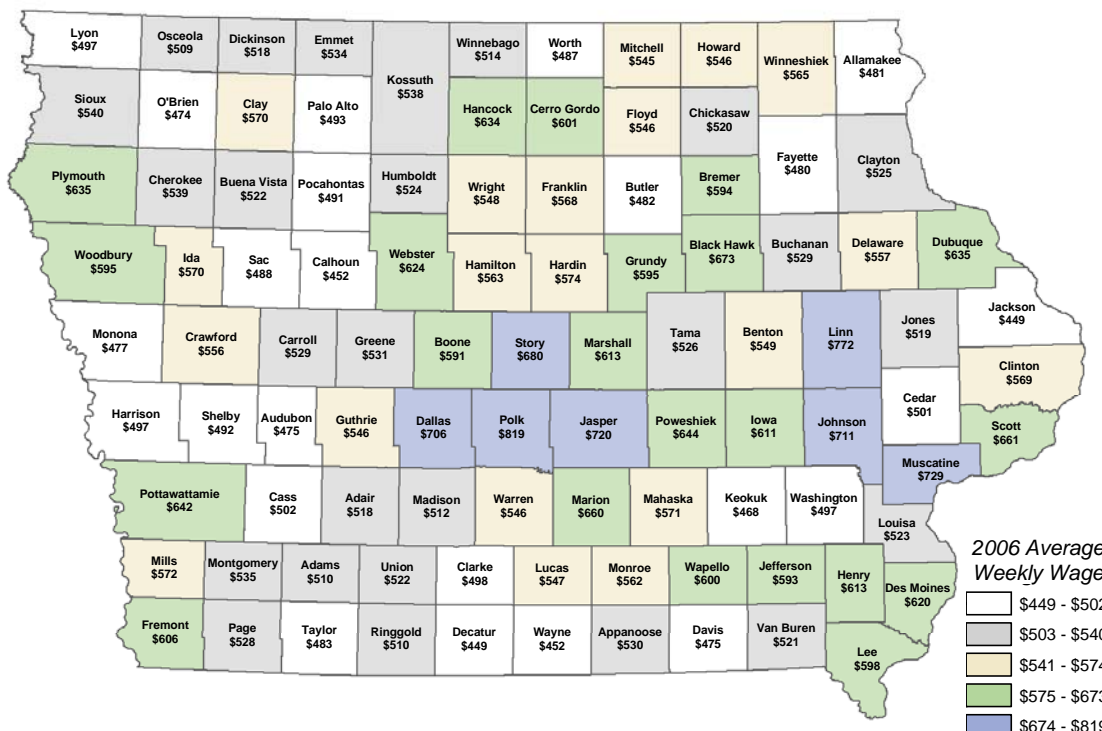 Lyon
$497
Osceola
$509
Dickinson
$518
Emmet
$534
Kossuth
$538
Winnebago
$514
Worth
$487
Mitchell
$545
Howard
$546
Winneshiek
$565
Allamakee
$481
Sioux
$540
O'Brien
$474
Clay
$570
Palo Alto
$493
Hancock
$634
Cerro Gordo
$601
Floyd
$546
Chickasaw
$520
Fayette
$480
Clayton
$525
Plymouth
$635
Cherokee
$539
Buena Vista
$522
Pocahontas
$491
Humboldt
$524
Wright
$548
Franklin
$568
Butler
$482
Bremer
$594
Woodbury
$595
Ida
$570
Sac
$488
Calhoun
$452
Webster
$624
Hamilton
$563
Hardin
$574
Grundy
$595
Black Hawk
$673
Buchanan
$529
Delaware
$557
Dubuque
$635
Monona
$477
Crawford
$556
Carroll
$529
Greene
$531
Boone
$591
Story
$680
Marshall
$613
Tama
$526
Benton
$549
Linn
$772
Jones
$519
Jackson
$449
Clinton
$569
Harrison
$497
Shelby
$492
Audubon
$475
Guthrie
$546
Dallas
$706
Polk
$819
Jasper
$720
Poweshiek
$644
Iowa
$611
Johnson
$711
Cedar
$501
Scott
$661
Muscatine
$729
Pottawattamie
$642
Cass
$502
Adair
$518
Madison
$512
Warren
$546
Marion
$660
Mahaska
$571
Keokuk
$468
Washington
$497
Louisa
$523
Mills
$572
Montgomery
$535
Adams
$510
Union
$522
Clarke
$498
Lucas
$547
Monroe
$562
Wapello
$600
Jefferson
$593
Henry
$613
Des Moines
$620
Fremont
$606
Page
$528
Taylor
$483
Ringgold
$510
Decatur
$449
Wayne
$452
Appanoose
$530
Davis
$475
Van Buren
$521
Lee
$598
2006 Average
Weekly Wage
$449 - $502
$503 - $540
$541 - $574
$575 - $673
$674 - $819